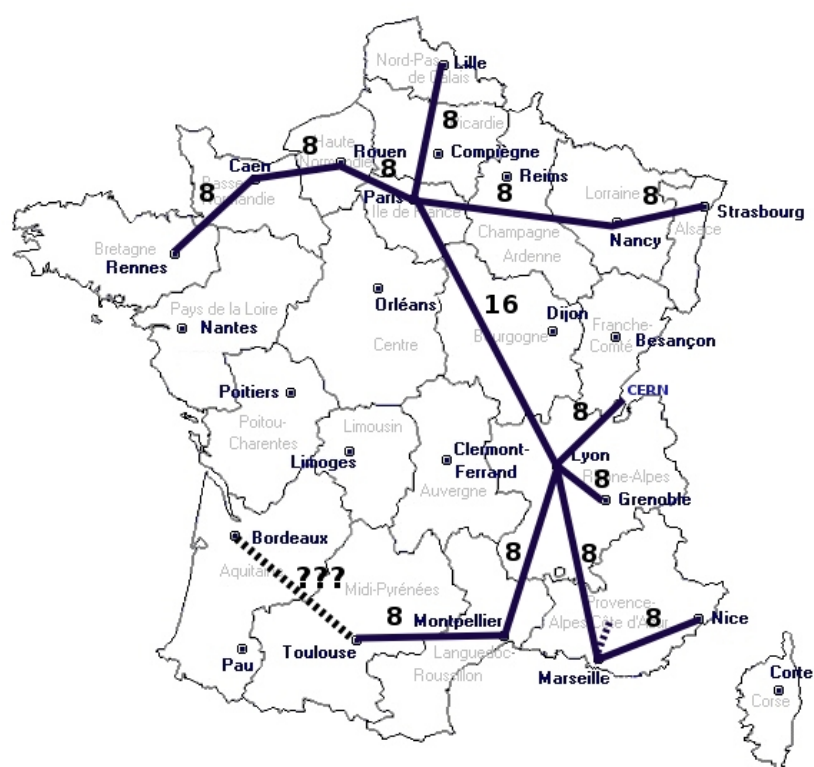 Nord-Pas
de Calais
Lille
8
Picardie
8
Haute
Normandie
Rouen
8
Compiègne
Caen
Basse
Normandie
8
Reims
8
Lorraine
8
Paris
Ile de France
Strasbourg
Alsace
Nancy
Champagne
Ardenne
Bretagne
Rennes
Orléans
Pays de la Loire
Nantes
Centre
16
Bourgogne
Dijon
Franche-
Comté
Besançon
Poitiers
Poitou-
Charentes
CERN
8
Limousin
Limoges
Clermont-
Ferrand
Auvergne
Lyon
Rhône-Alpes
8
Grenoble
Bordeaux
Aquitaine
???
8
8
Midi-Pyrénées
8
Montpellier
Provence-
Alpes Côte d'Azur
8
Nice
Toulouse
Languedoc-
Roussillon
Pau
Marseille
Corte
Corse